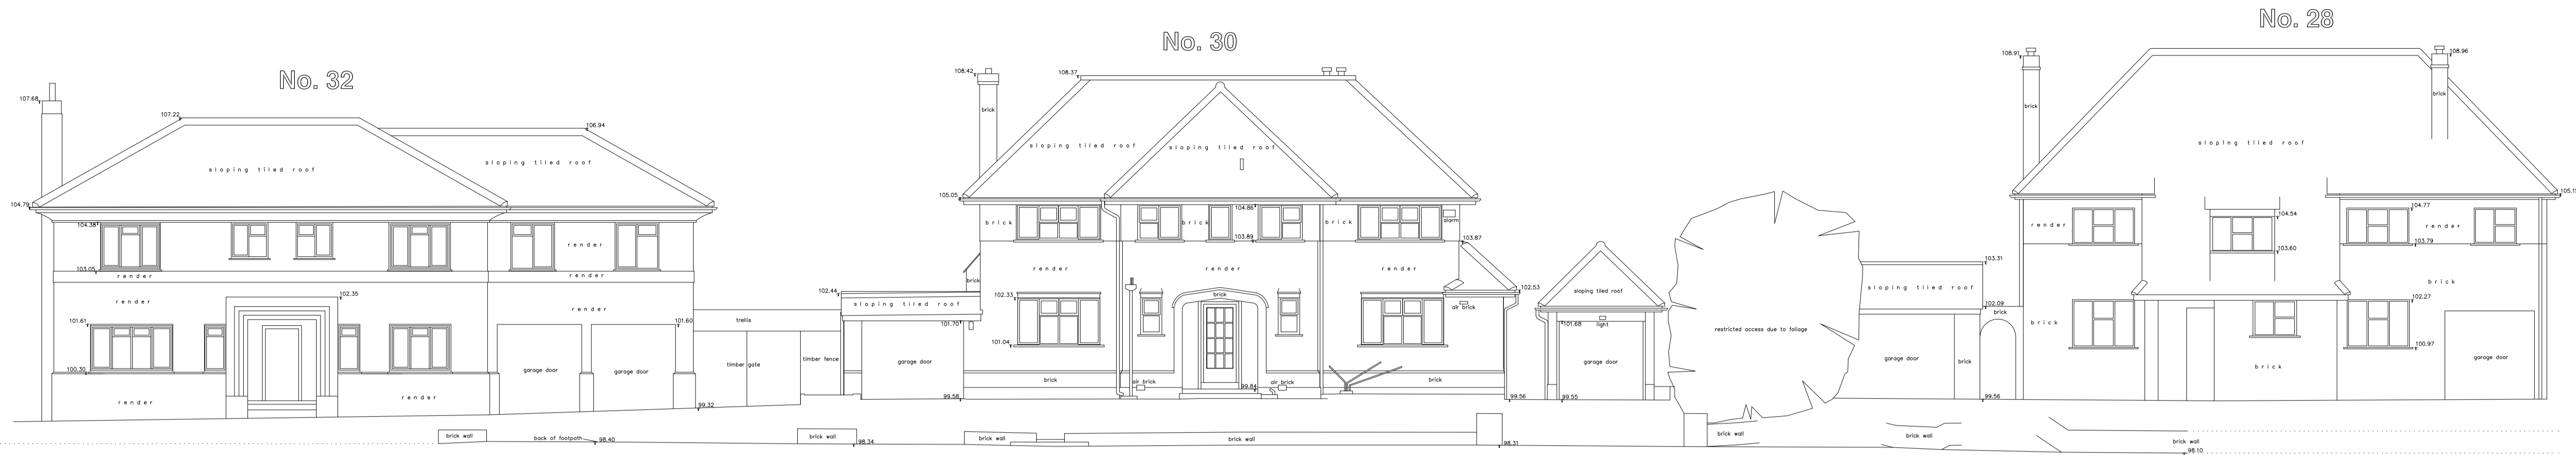 No. 32
No. 30
No. 28
107.68
107.22
106.94
sloping tiled roof
sloping tiled roof
104.79
104.38
render
103.05
render
render
render
102.35
render
101.61
101.60
100.30
garage door
garage door
render
render
99.32
trellis
timber gate
timber fence
108.42
108.37
brick
sloping tiled roof
sloping tiled roof
105.05
104.86
brick
brick
brick
alarm
103.89
103.87
render
render
render
brick
102.44
sloping tiled roof
102.33
brick
102.53
air brick
101.70
101.04
garage door
brick
air brick
air brick
brick
99.84
99.58
99.56
sloping tiled roof
101.68
light
garage door
99.55
restricted access due to foliage
103.31
sloping tiled roof
102.09
brick
garage door
brick
99.56
108.91
108.96
brick
brick
sloping tiled roof
105.15
104.54
104.77
render
render
103.60
103.79
brick
brick
102.27
100.97
brick
garage door
brick wall
back of footpath
98.40
brick wall
98.34
brick wall
brick wall
98.31
brick wall
brick wall
brick wall
98.10